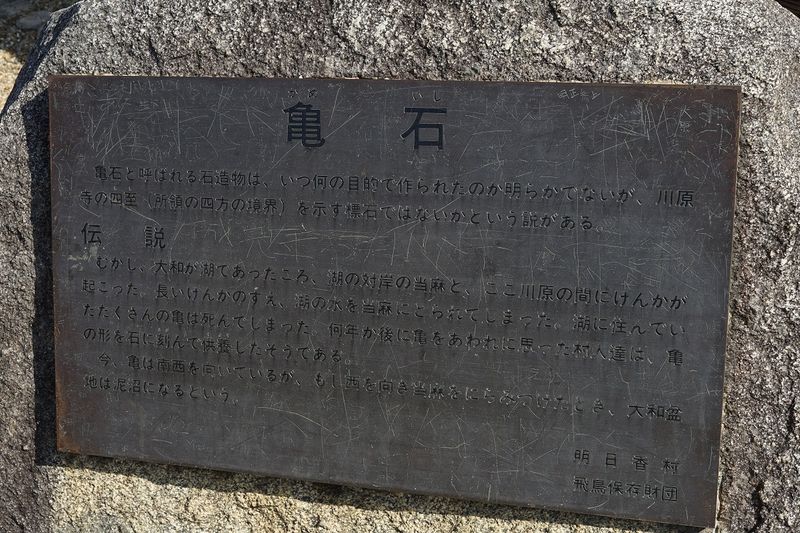 かめ いし
亀石
亀石と呼ばれる石造物は、いつ何の目的で作られたのか明らかでないが、川原
寺の四至（所領の四方の境界）を示す標石ではないかという説がある。
伝説
むかし、大和が湖であったころ、湖の対岸の当麻と、ここ川原の間にけんかが
起こった。長いけんかのすえ、湖の水を当麻にとられてしまった。湖に住んでい
たたくさんの亀は死んでしまった。何年か後に亀をあわれに思った村人達は、亀
の形を石に刻んで供養したそうである。
今、亀は南西を向いているが、もし西を向き当麻をにらみつけたとき、大和盆
地は泥沼になるという。
明日香村
飛鳥保存財団